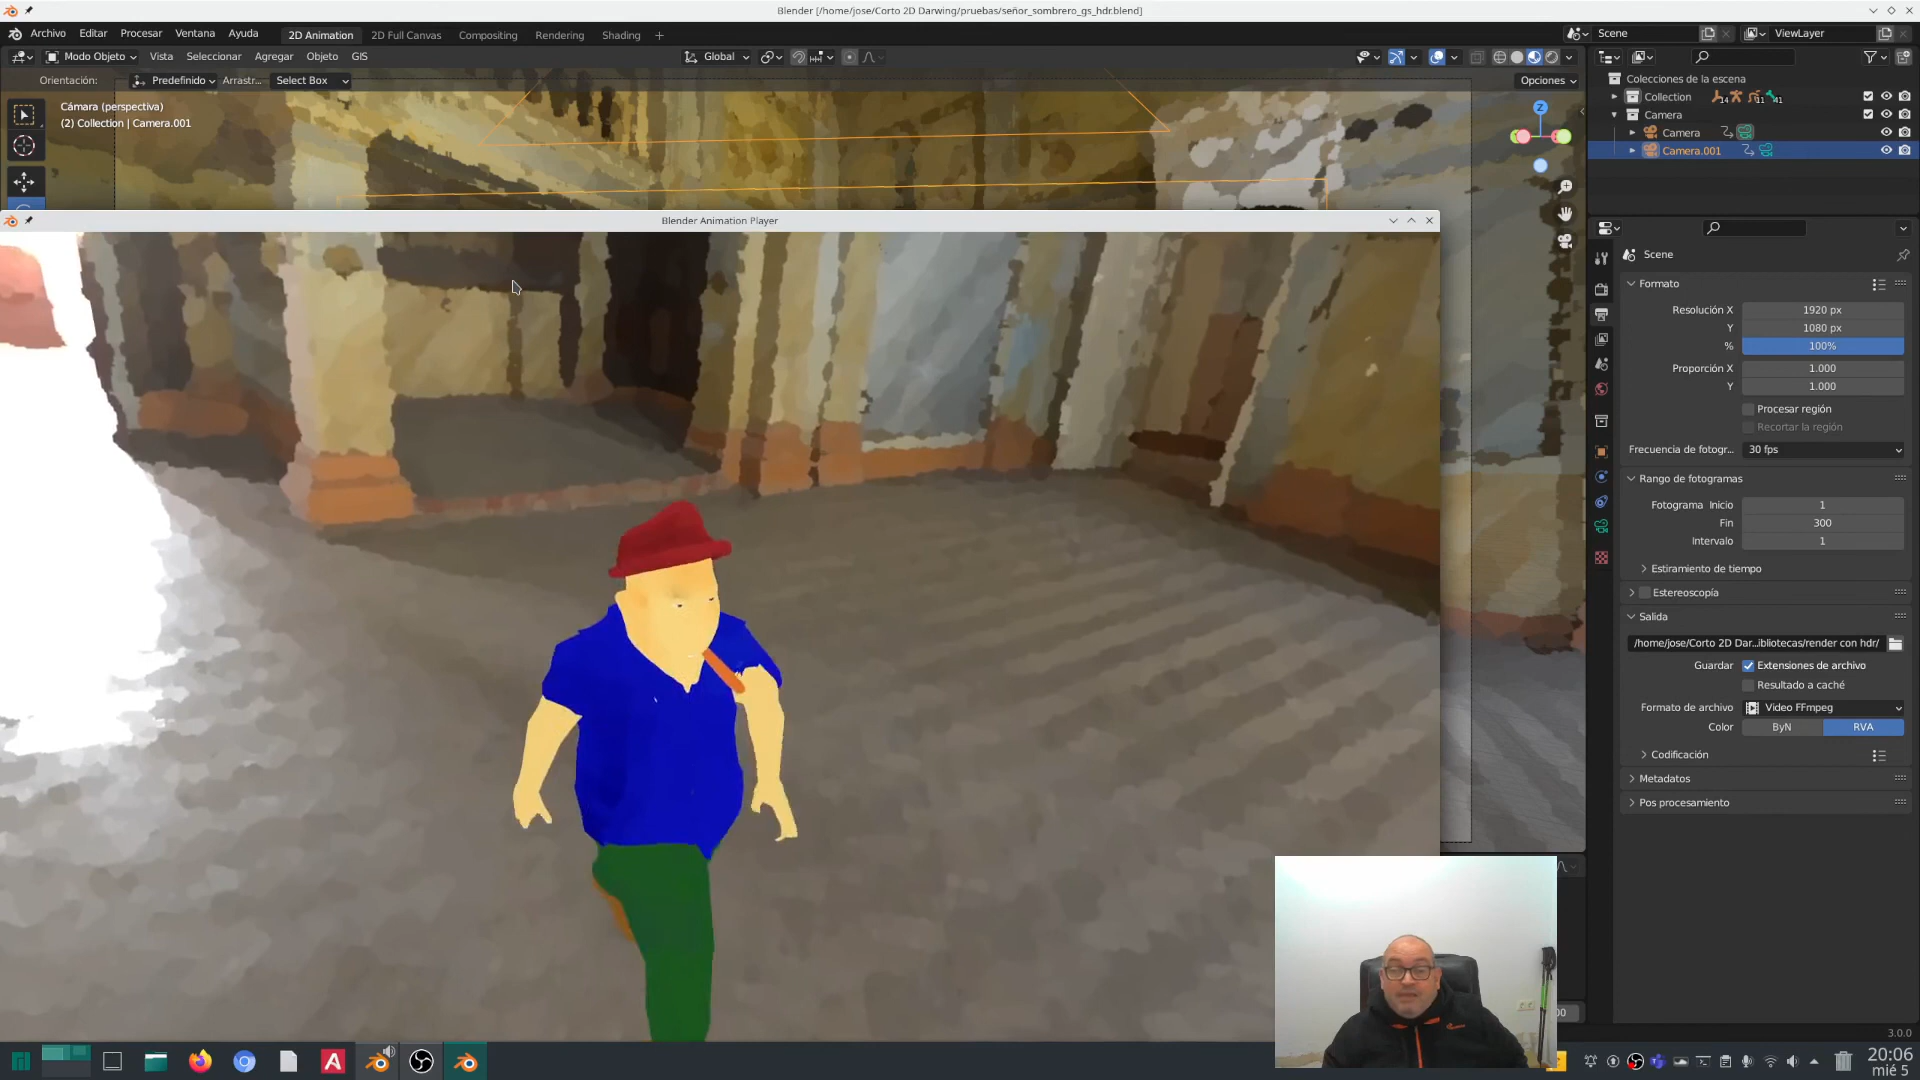 Blender [/home/jose/Corto 2D Darwing/pruebas/señor_sombrero_gs_hdr.blend]
Archivo Editar Procesar Ventana Ayuda 2D Animation 2D Full Canvas Compositing Rendering Shading + Scene ViewLayer
Modo Objeto Vista Seleccionar Agregar Objeto GIS Global
Orientación: Predefinido Arrastr... Select Box Opciones
Cámara (perspectiva)
(2) Collection | Camera.001
Z
Colecciones de la escena
Collection 14 11 41
Camera
Camera
Camera.001
Blender Animation Player
Scene
Formato
Resolución X 1920 px
Y 1080 px
% 100%
Proporción X 1.000
Y 1.000
Procesar región
Recortar la región
Frecuencia de fotogr... 30 fps
Rango de fotogramas
Fotograma Inicio 1
Fin 300
Intervalo 1
Estiramiento de tiempo
Estereoscopía
Salida
/home/jose/Corto 2D Dar...ibliotecas/render con hdr/
Guardar Extensiones de archivo
Resultado a caché
Formato de archivo Video FFmpeg
Color ByN RVA
Codificación
Metadatos
Pos procesamiento
00
3.0.0
A
20:06
mié 5